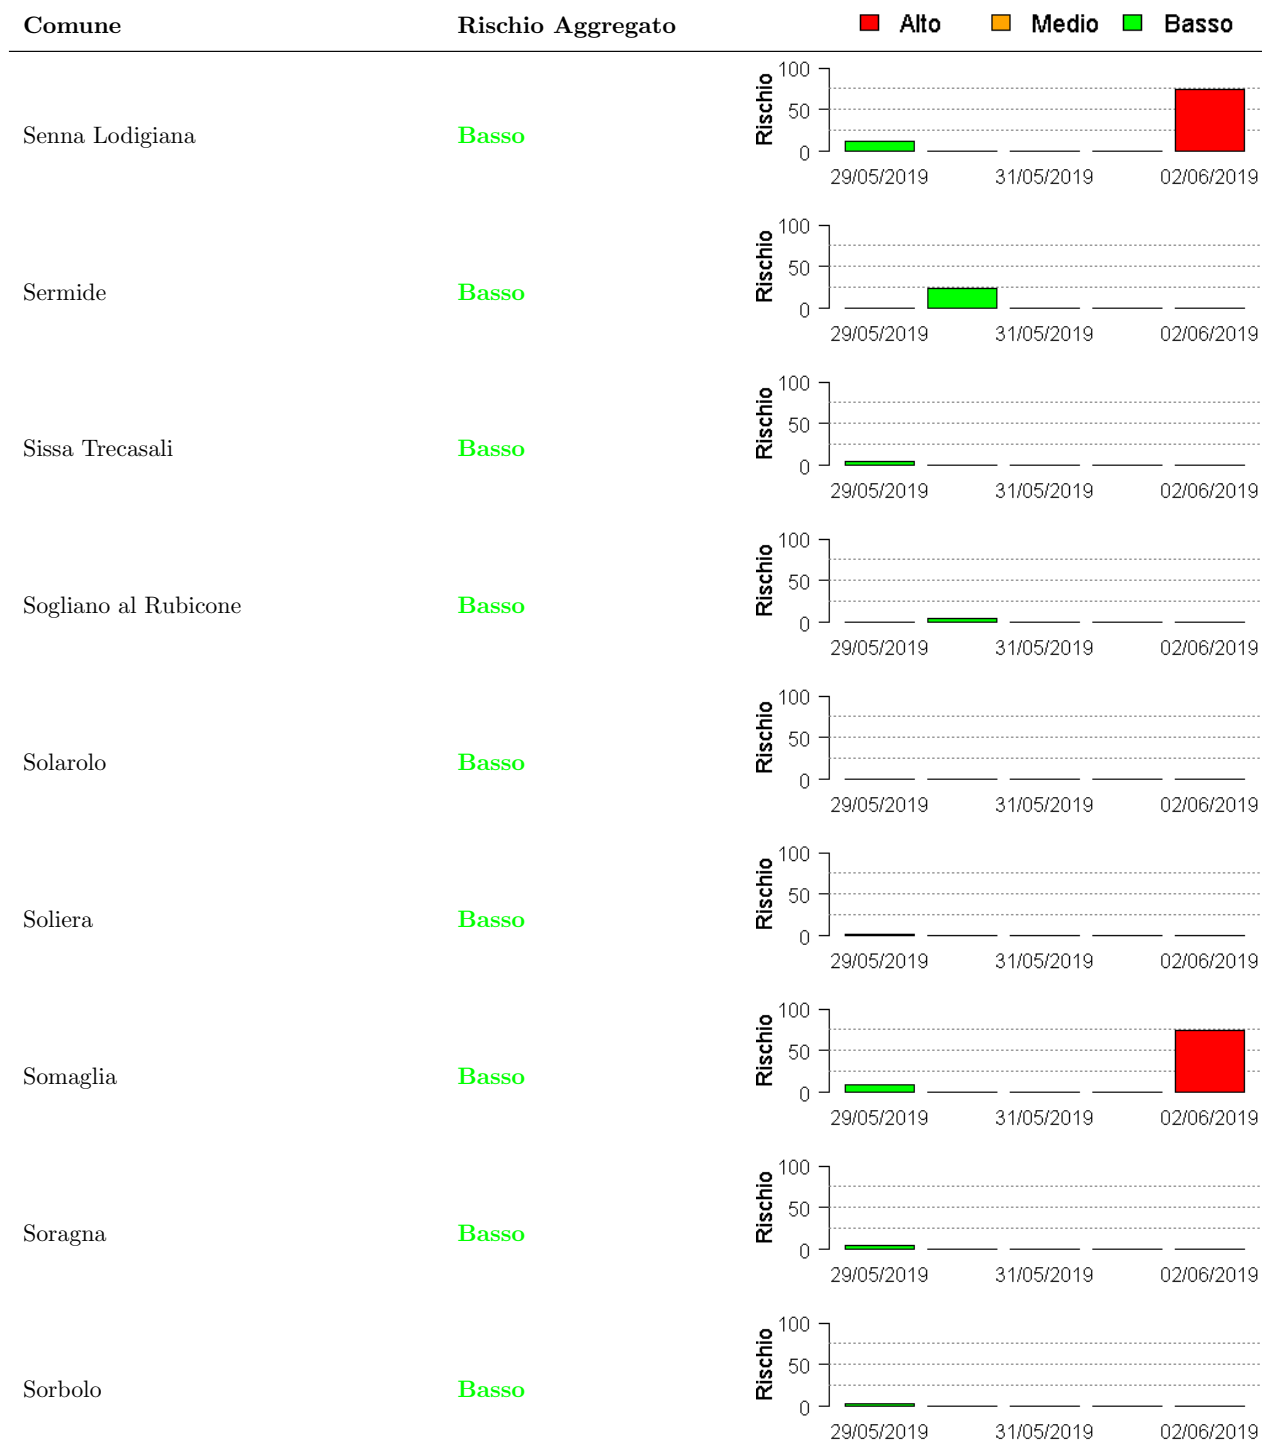 Comune Rischio Aggregato Alto Medio Basso
Senna Lodigiana Basso
Rischio
100
50
0
29/05/2019 31/05/2019 02/06/2019
Sermide Basso
Rischio
100
50
0
29/05/2019 31/05/2019 02/06/2019
Sissa Trecasali Basso
Rischio
100
50
0
29/05/2019 31/05/2019 02/06/2019
Sogliano al Rubicone Basso
Rischio
100
50
0
29/05/2019 31/05/2019 02/06/2019
Solarolo Basso
Rischio
100
50
0
29/05/2019 31/05/2019 02/06/2019
Soliera Basso
Rischio
100
50
0
29/05/2019 31/05/2019 02/06/2019
Somaglia Basso
Rischio
100
50
0
29/05/2019 31/05/2019 02/06/2019
Soragna Basso
Rischio
100
50
0
29/05/2019 31/05/2019 02/06/2019
Sorbolo Basso
Rischio
100
50
0
29/05/2019 31/05/2019 02/06/2019